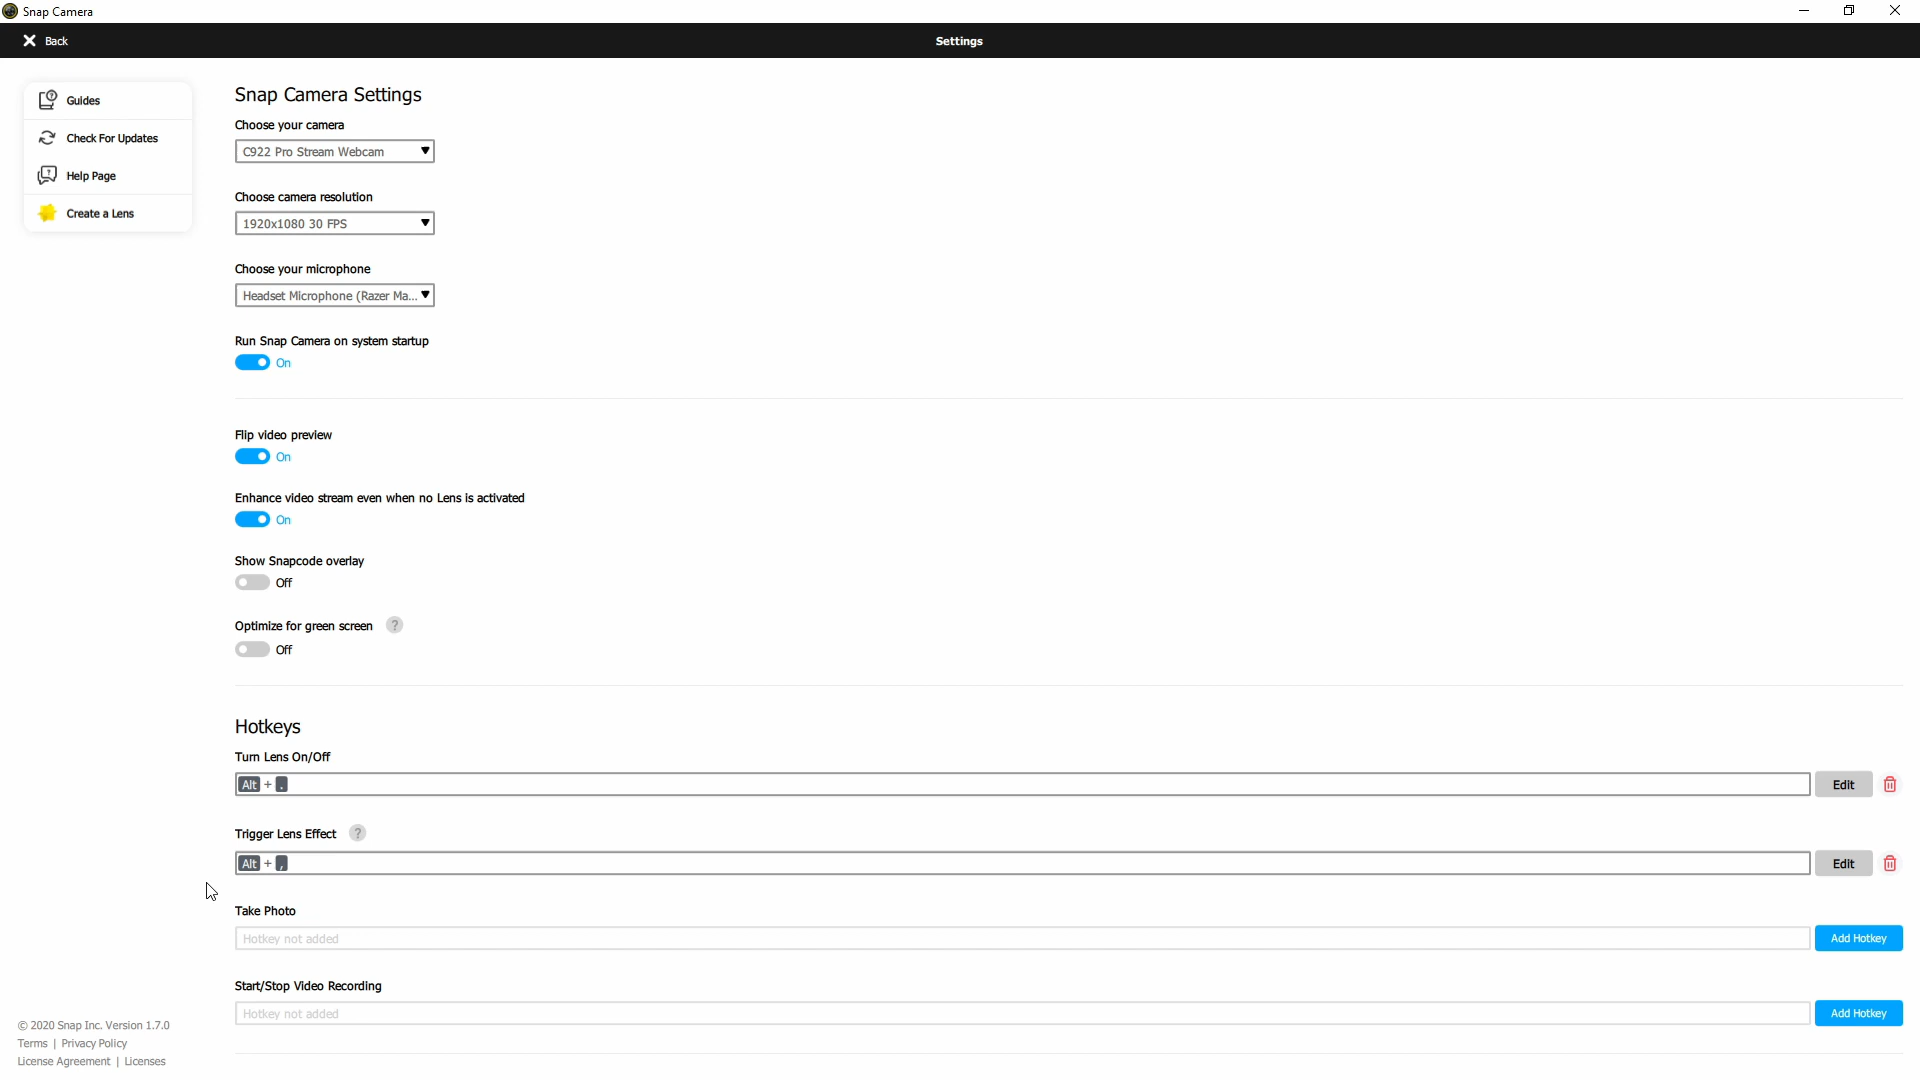 Snap Camera
Back
Settings
Guides
Check For Updates
Help Page
Create a Lens
Snap Camera Settings
Choose your camera
C922 Pro Stream Webcam
Choose camera resolution
1920x1080 30 FPS
Choose your microphone
Headset Microphone (Razer Ma...
Run Snap Camera on system startup
On
Flip video preview
On
Enhance video stream even when no Lens is activated
On
Show Snapcode overlay
Off
Optimize for green screen ?
Off
Hotkeys
Turn Lens On/Off
Alt + . Edit
Trigger Lens Effect ?
Alt + , Edit
Take Photo
Hotkey not added Add Hotkey
Start/Stop Video Recording
Hotkey not added Add Hotkey
© 2020 Snap Inc. Version 1.7.0
Terms | Privacy Policy
License Agreement | Licenses